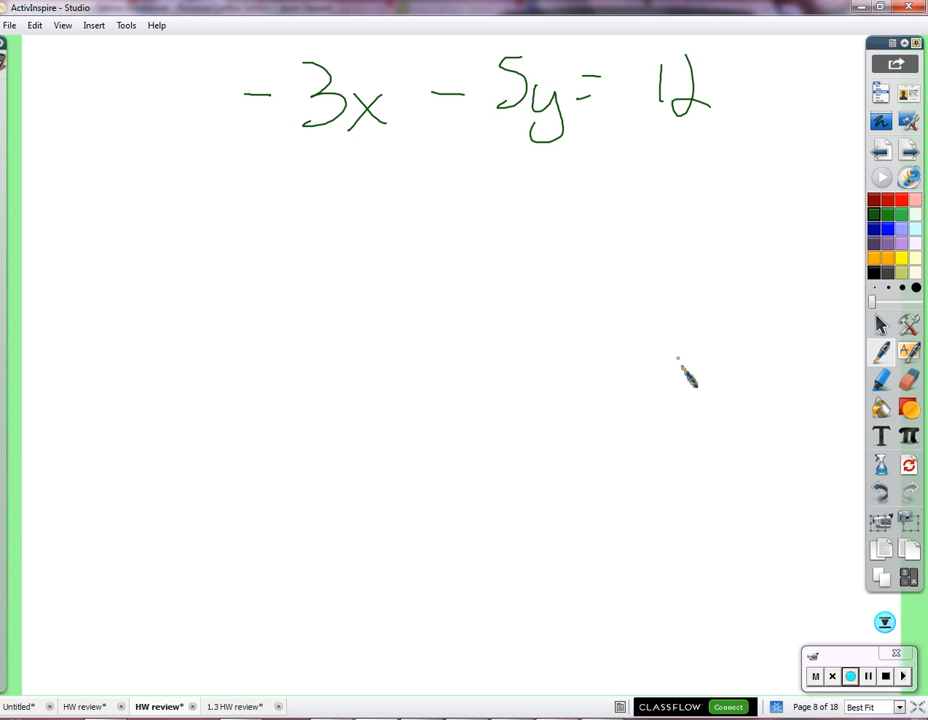 ActivInspire - Studio
File Edit View Insert Tools Help
- 3x - 5y = 12
Untitled* HW review* HW review* 1.3 HW review* CLASSFLOW Connect Page 8 of 18 Best Fit